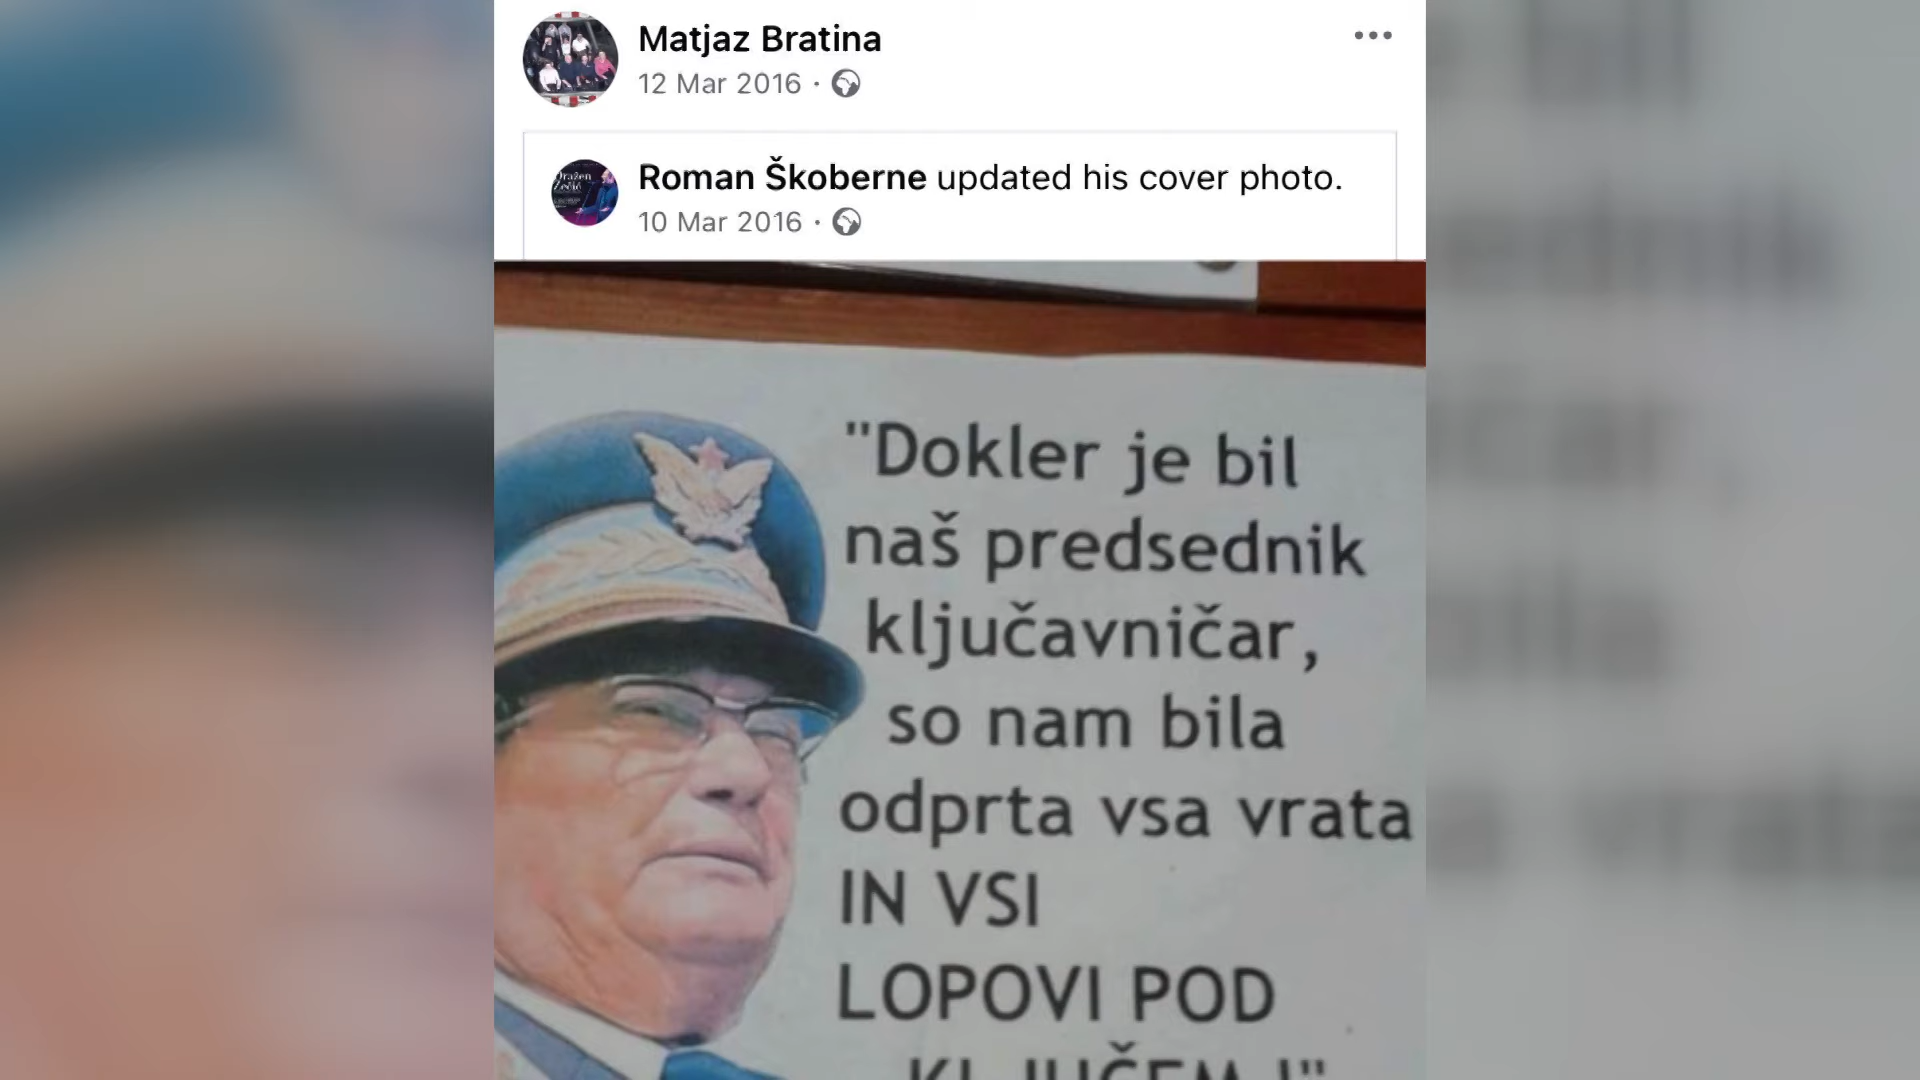 Matjaz Bratina
12 Mar 2016
Roman Škoberne updated his cover photo.
10 Mar 2016
"Dokler je bil
naš predsednik
ključavničar,
so nam bila
odprta vsa vrata
IN VSI
LOPOVI POD
KLJUČEM !"